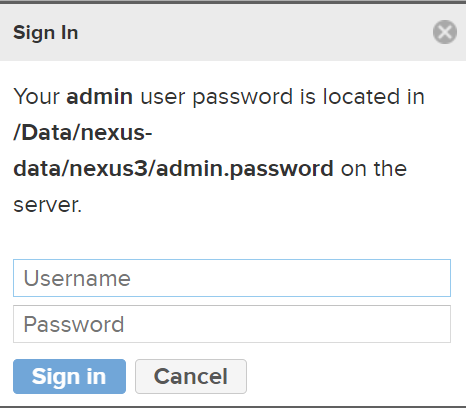 Sign In
Your admin user password is located in
/Data/nexus-
data/nexus3/admin.password on the
server.
Username
Password
Sign in Cancel